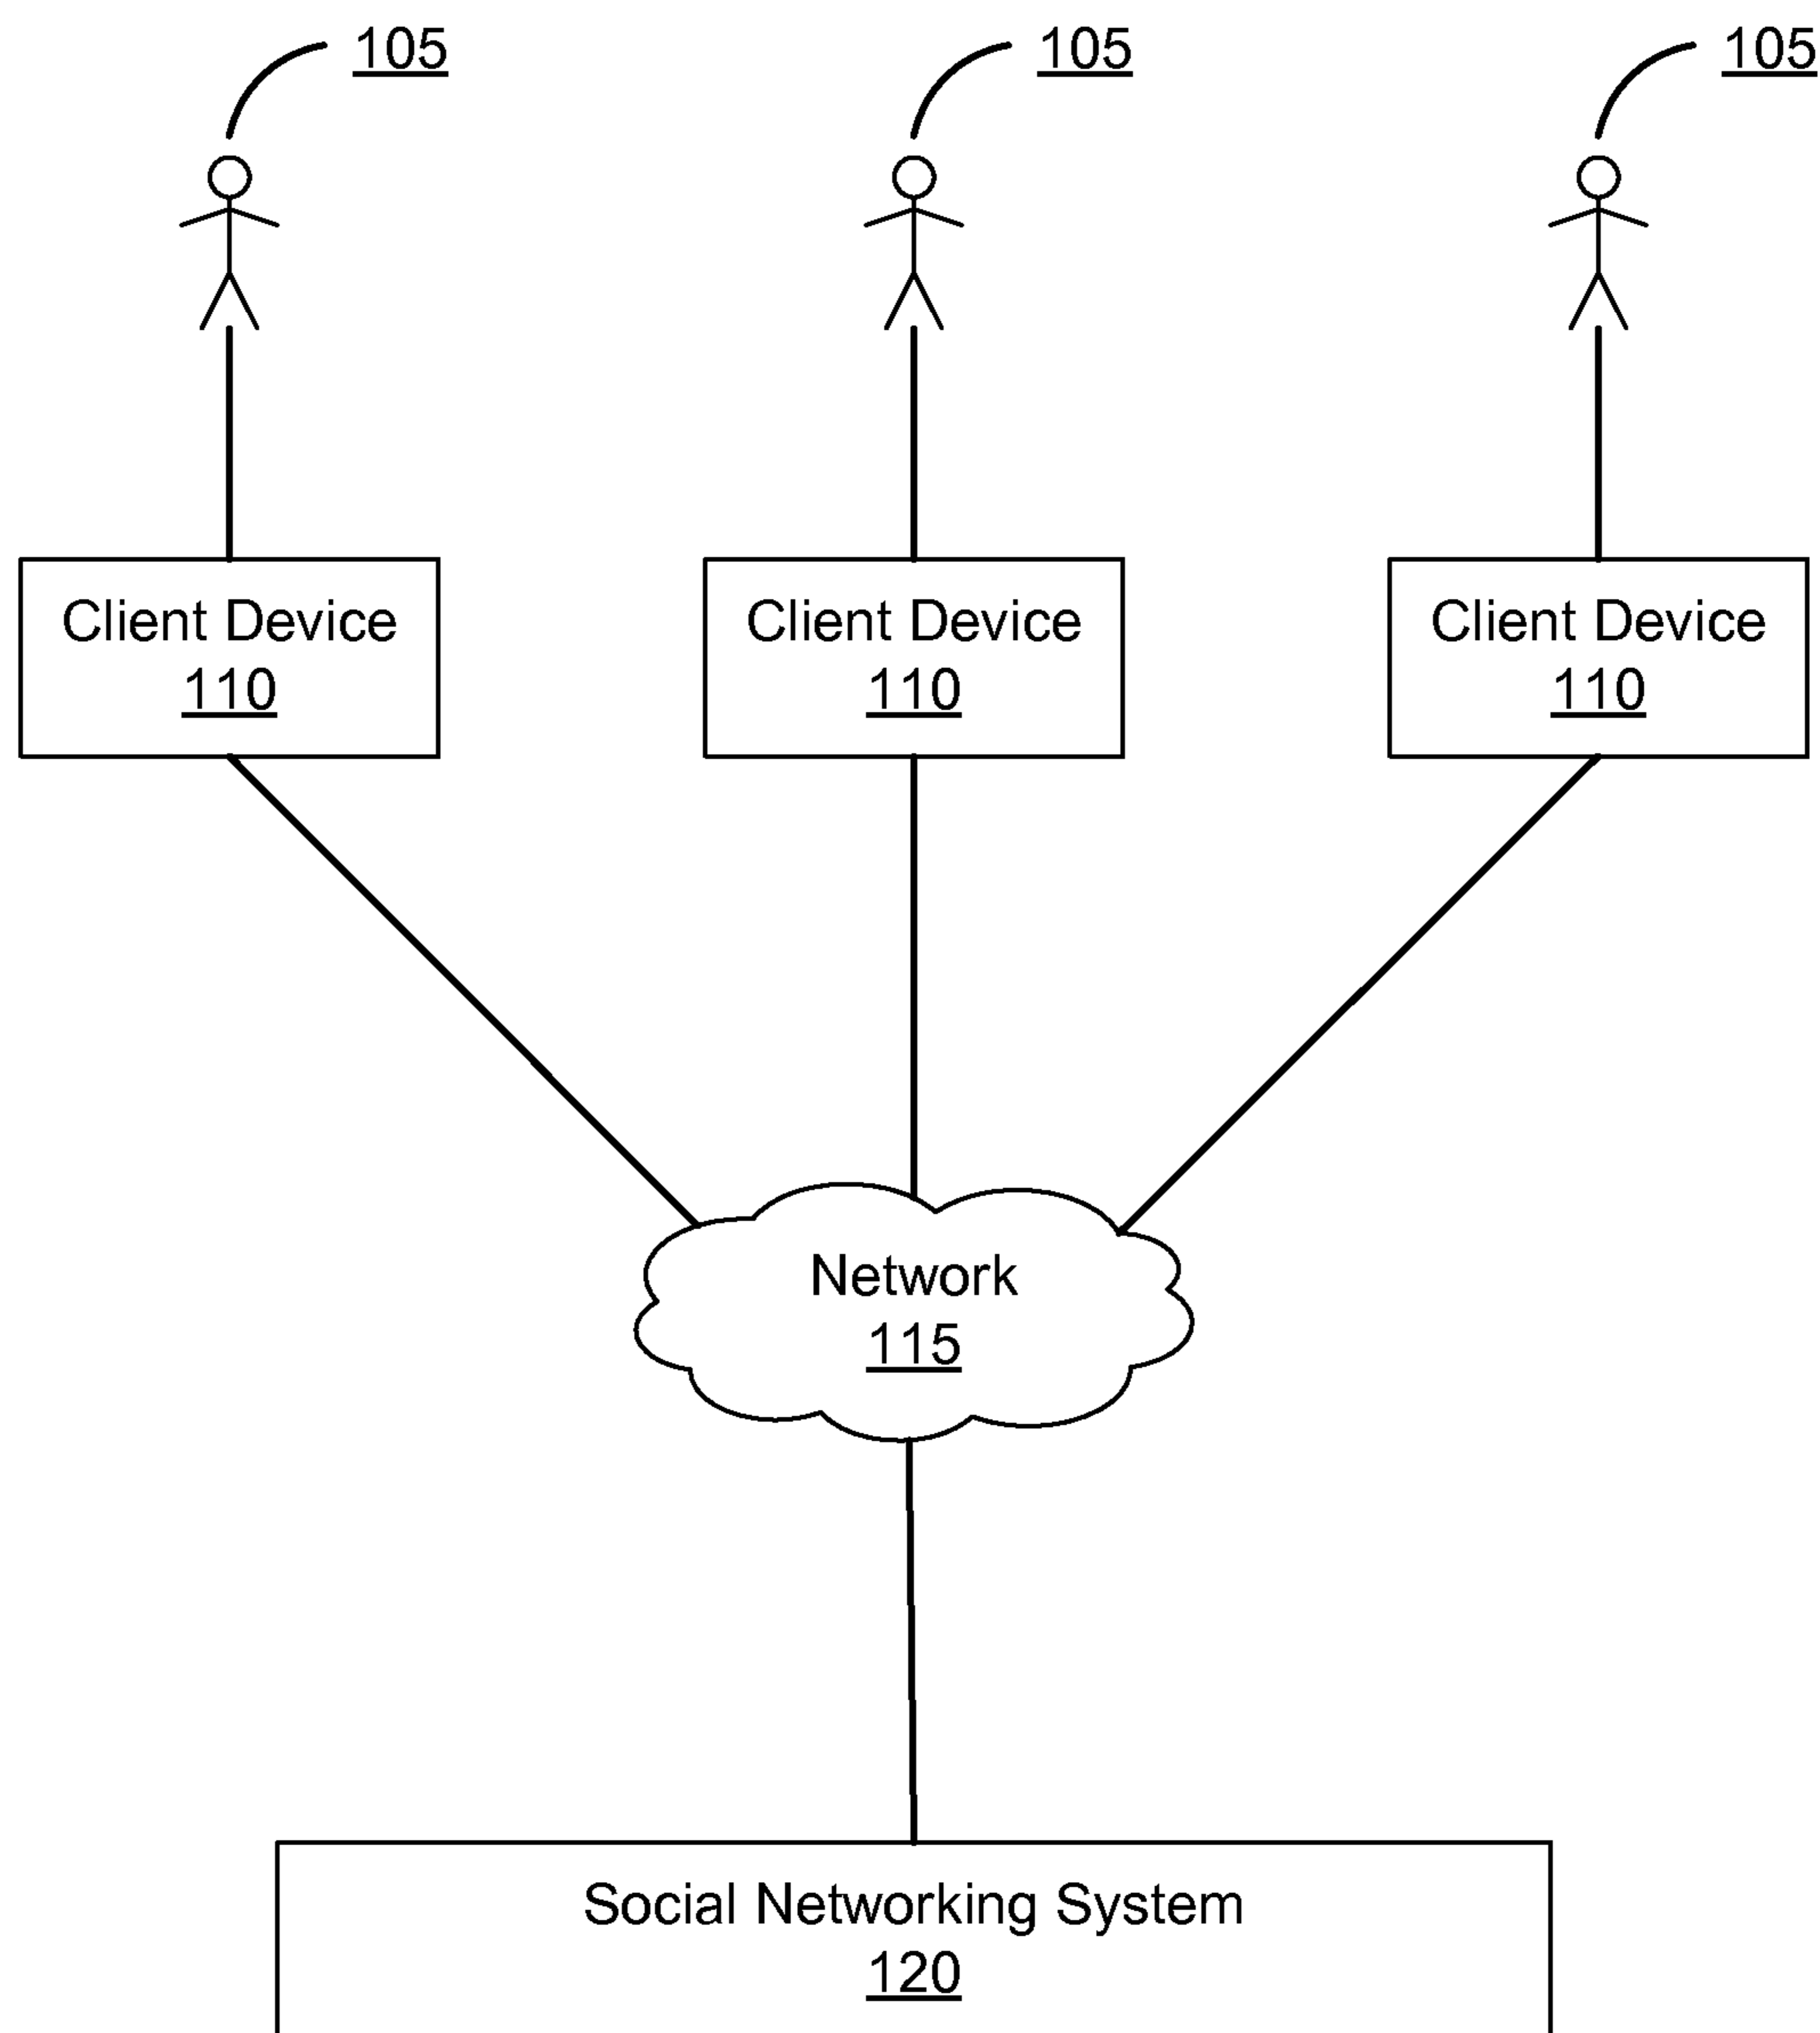 105 105 105
Client Device Client Device Client Device
110 110 110
Network
115
Social Networking System
120